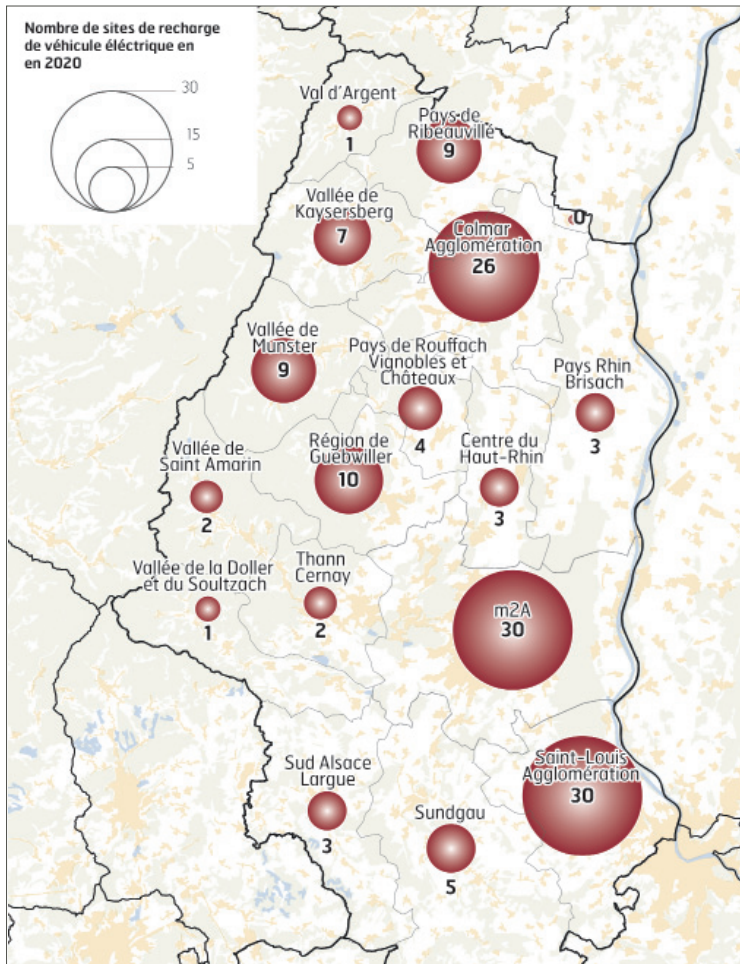 Nombre de sites de recharge
de véhicule éléctrique en
en 2020
30
15
5
Val d'Argent
1
Pays de
Ribeauvillé
9
Vallée de
Kaysersberg
7
Colmar
Agglomération
26
0
Vallée de
Munster
9
Pays de Rouffach
Vignobles et
Châteaux
4
Pays Rhin
Brisach
3
Vallée de
Saint Amarin
2
Région de
Guebwiller
10
Centre du
Haut-Rhin
3
Vallée de la Doller
et du Soultzach
1
Thann
Cernay
2
m2A
30
Saint-Louis
Agglomération
30
Sud Alsace
Largue
3
Sundgau
5